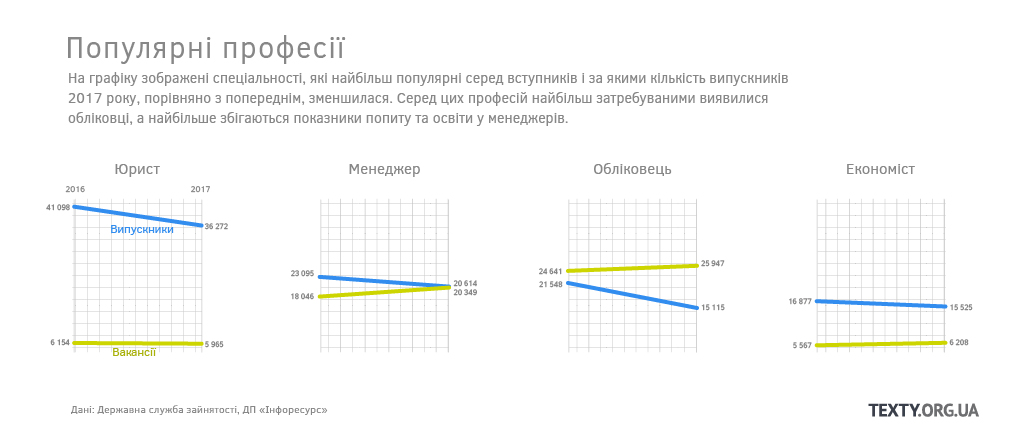 Популярні професії
На графіку зображені спеціальності, які найбільш популярні серед вступників і за якими кількість випускників
2017 року, порівняно з попереднім, зменшилася. Серед цих професій найбільш затребуваними виявилися
обліковці, а найбільше збігаються показники попиту та освіти у менеджерів.
Юрист
2016 2017
41 098
36 272
Випускники
6 154
5 965
Вакансії
Менеджер
23 095
20 614
18 046
20 349
Обліковець
24 641
25 947
21 548
15 115
Економіст
16 877
15 525
5 567
6 208
Дані: Державна служба зайнятості, ДП «Інфоресурс»
TEXTY.ORG.UA